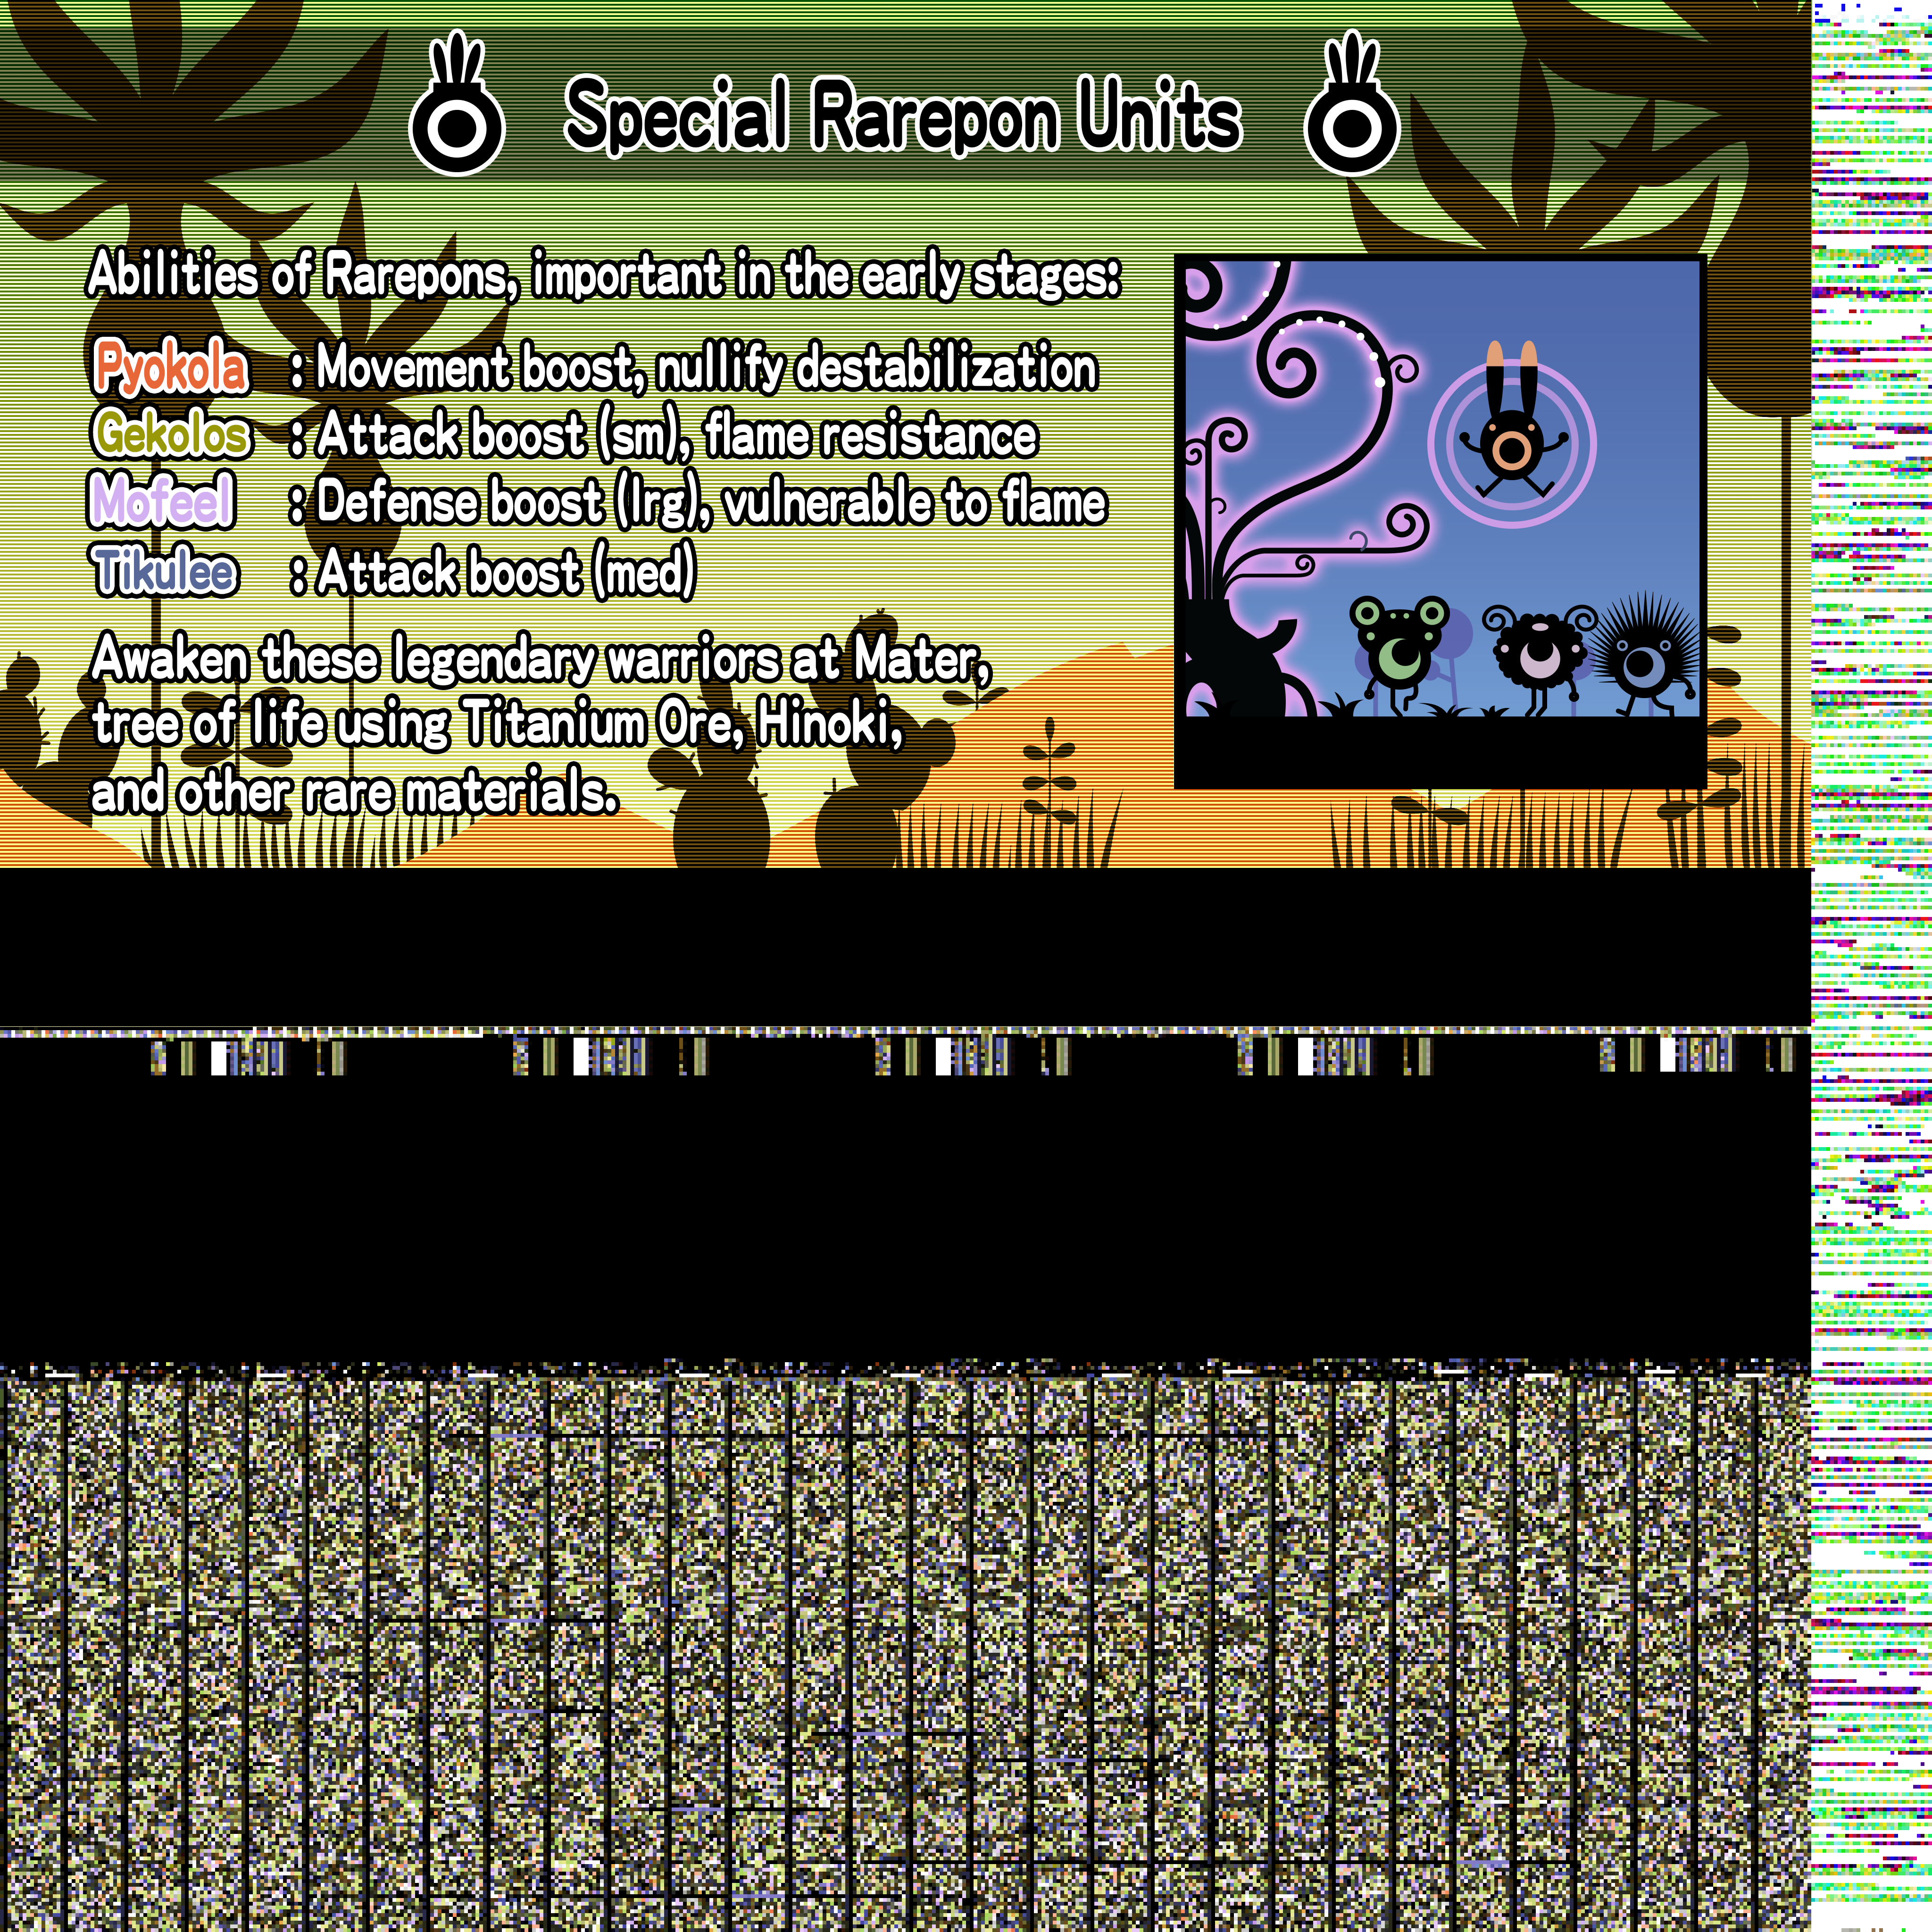 Special Rarepon Units
Abilities of Rarepons, important in the early stages:
Pyokola : Movement boost, nullify destabilization
Gekolos : Attack boost (sm), flame resistance
Mofeel : Defense boost (lrg), vulnerable to flame
Tikulee : Attack boost (med)
Awaken these legendary warriors at Mater,
tree of life using Titanium Ore, Hinoki,
and other rare materials.